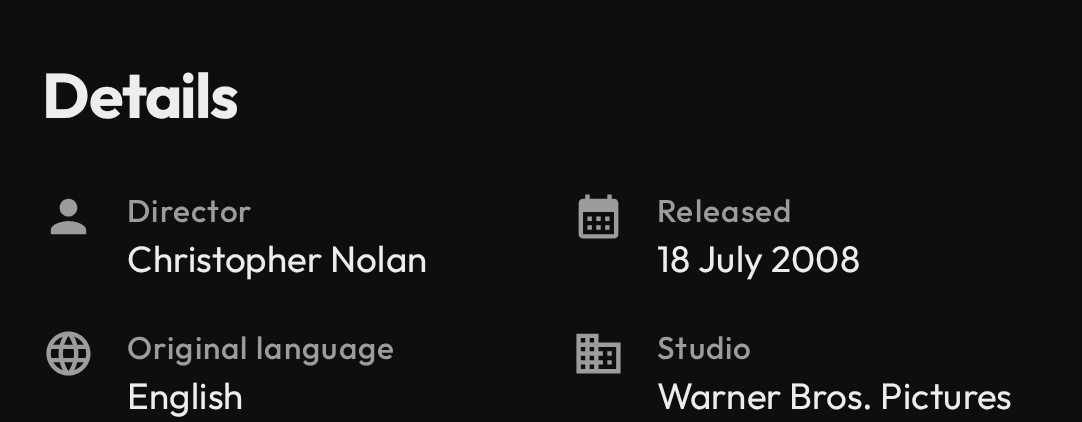 Details
Director
Christopher Nolan
Released
18 July 2008
Original language
English
Studio
Warner Bros. Pictures